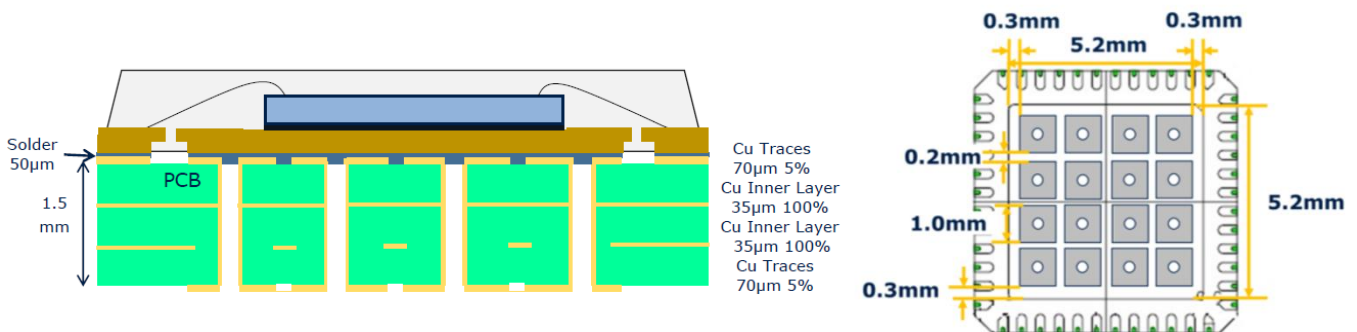 Solder
50µm
PCB
1.5
mm
Cu Traces
70µm 5%
Cu Inner Layer
35µm 100%
Cu Inner Layer
35µm 100%
Cu Traces
70µm 5%
0.3mm
0.3mm
5.2mm
0.2mm
1.0mm
0.3mm
5.2mm